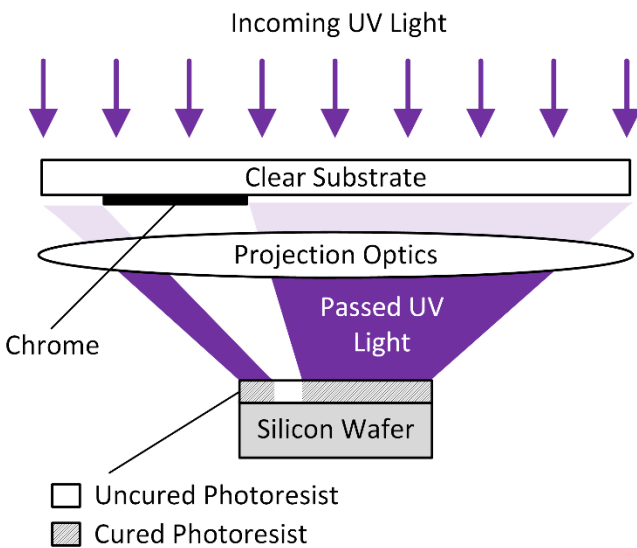 Incoming UV Light
Clear Substrate
Projection Optics
Chrome
Passed UV
Light
Silicon Wafer
Uncured Photoresist
Cured Photoresist